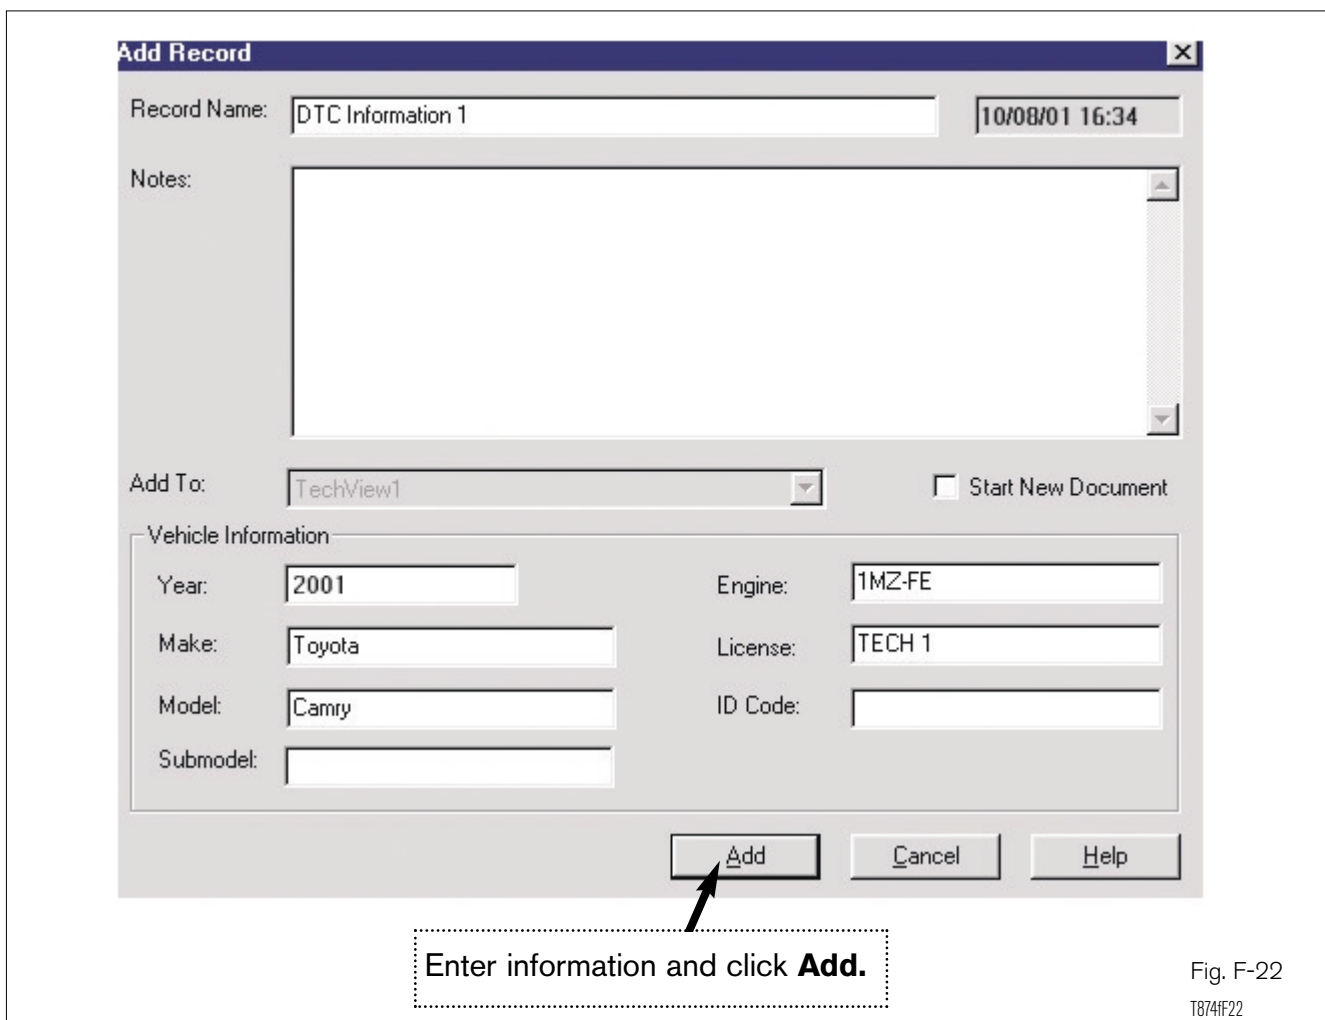 Add Record
Record Name: DTC Information 1 10/08/01 16:34
Notes:
Add To: TechView1 Start New Document
Vehicle Information
Year: 2001 Engine: 1MZ-FE
Make: Toyota License: TECH 1
Model: Camry ID Code:
Submodel:
Add Cancel Help
Enter information and click Add.
Fig. F-22
T874fF22